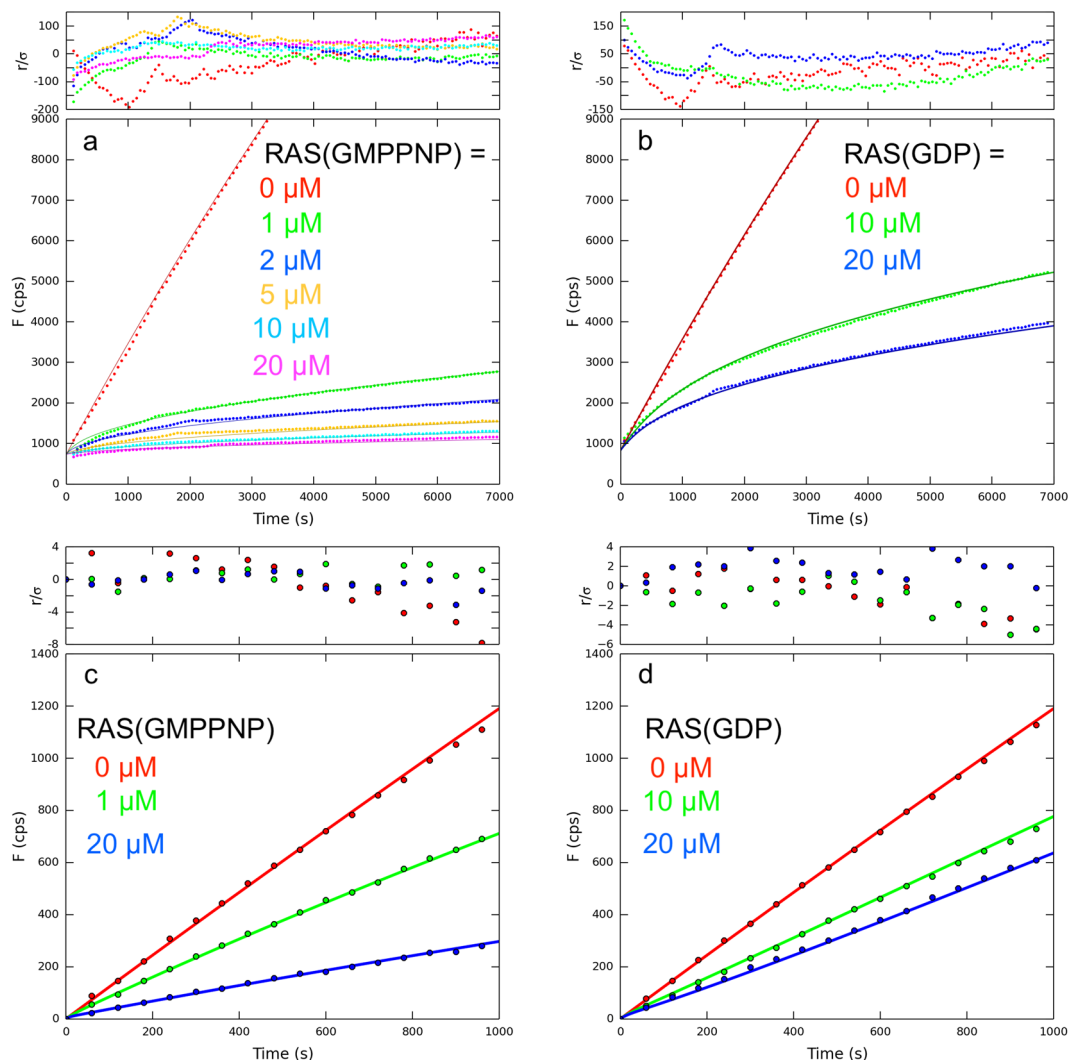 150
50
0
-100
-200
r/σ
150
50
-50
-150
r/σ
9000
8000
7000
6000
5000
4000
3000
2000
1000
0
F (cps)
a
RAS(GMPPNP) =
0 μM
1 μM
2 μM
5 μM
10 μM
20 μM
0 1000 2000 3000 4000 5000 6000 7000
Time (s)
9000
8000
7000
6000
5000
4000
3000
2000
1000
0
F (cps)
b
RAS(GDP) =
0 μM
10 μM
20 μM
0 1000 2000 3000 4000 5000 6000 7000
Time (s)
4
0
-4
-8
r/σ
4
2
0
-2
-4
-6
r/σ
1400
1200
1000
800
600
400
200
0
F (cps)
c
RAS(GMPPNP)
0 μM
1 μM
20 μM
0 200 400 600 800 1000
Time (s)
1400
1200
1000
800
600
400
200
0
F (cps)
d
RAS(GDP)
0 μM
10 μM
20 μM
0 200 400 600 800 1000
Time (s)